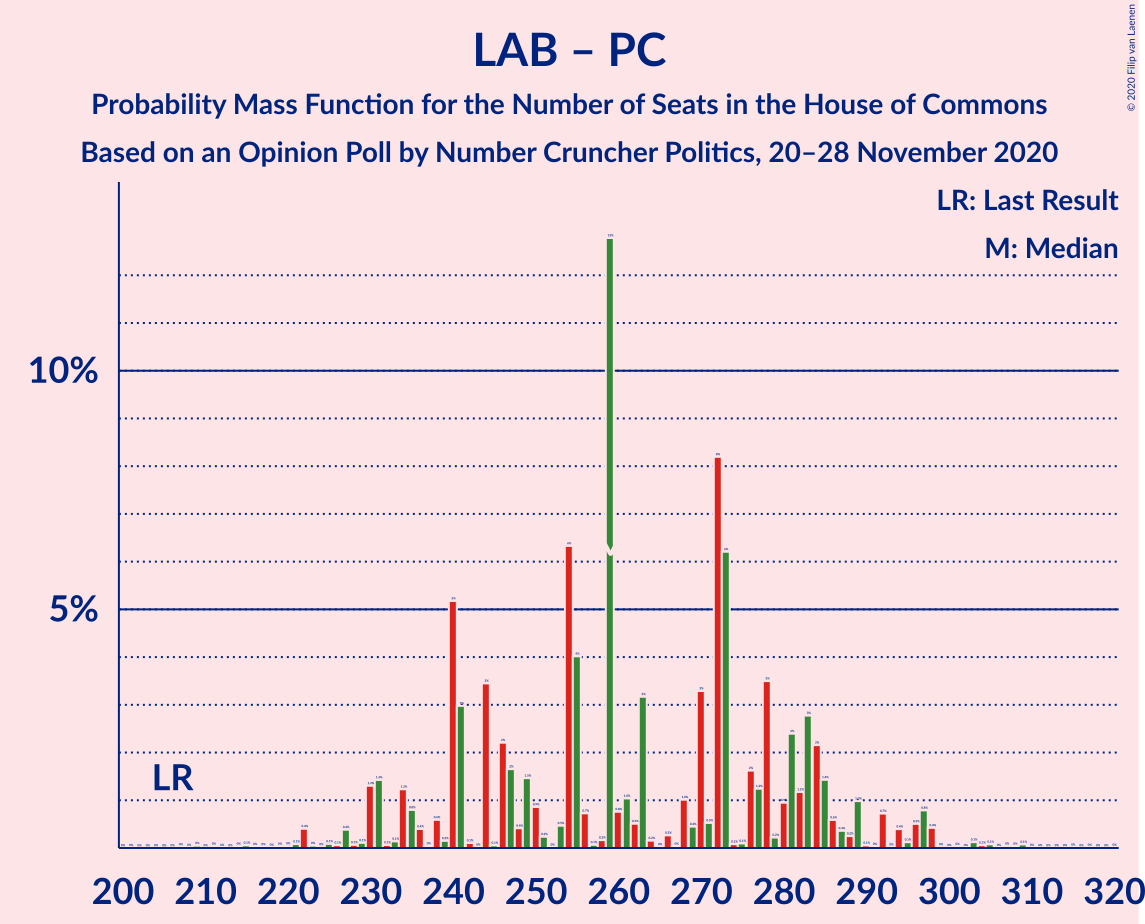 LAB – PC
Probability Mass Function for the Number of Seats in the House of Commons
Based on an Opinion Poll by Number Cruncher Politics, 20–28 November 2020
© 2020 Filip van Laenen
LR: Last Result
M: Median
10%
5%
LR
200 210 220 230 240 250 260 270 280 290 300 310 320